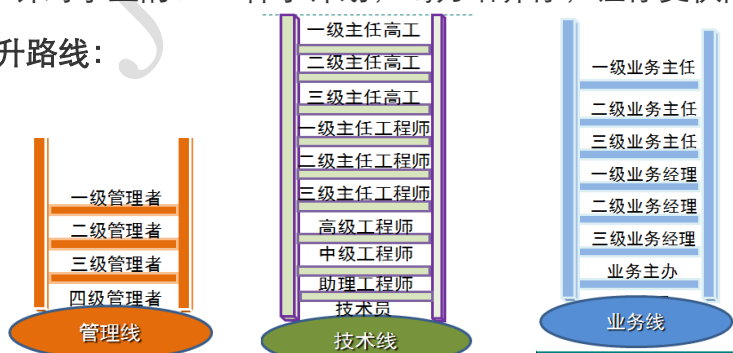 升路线：
一级管理者
二级管理者
三级管理者
四级管理者
管理线
一级主任高工
二级主任高工
三级主任高工
一级主任工程师
二级主任工程师
三级主任工程师
高级工程师
中级工程师
助理工程师
技术员
技术线
一级业务主任
二级业务主任
三级业务主任
一级业务经理
二级业务经理
三级业务经理
业务主办
业务线